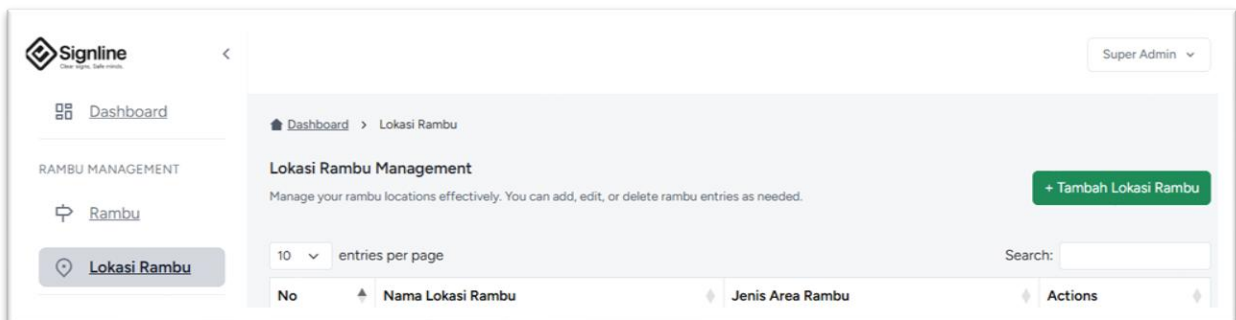 Signline
Clear signs. Safe minds.
Super Admin
Dashboard
Dashboard > Lokasi Rambu
RAMBU MANAGEMENT
Lokasi Rambu Management
+ Tambah Lokasi Rambu
Manage your rambu locations effectively. You can add, edit, or delete rambu entries as needed.
Rambu
Lokasi Rambu
10 entries per page
Search:
No Nama Lokasi Rambu Jenis Area Rambu Actions